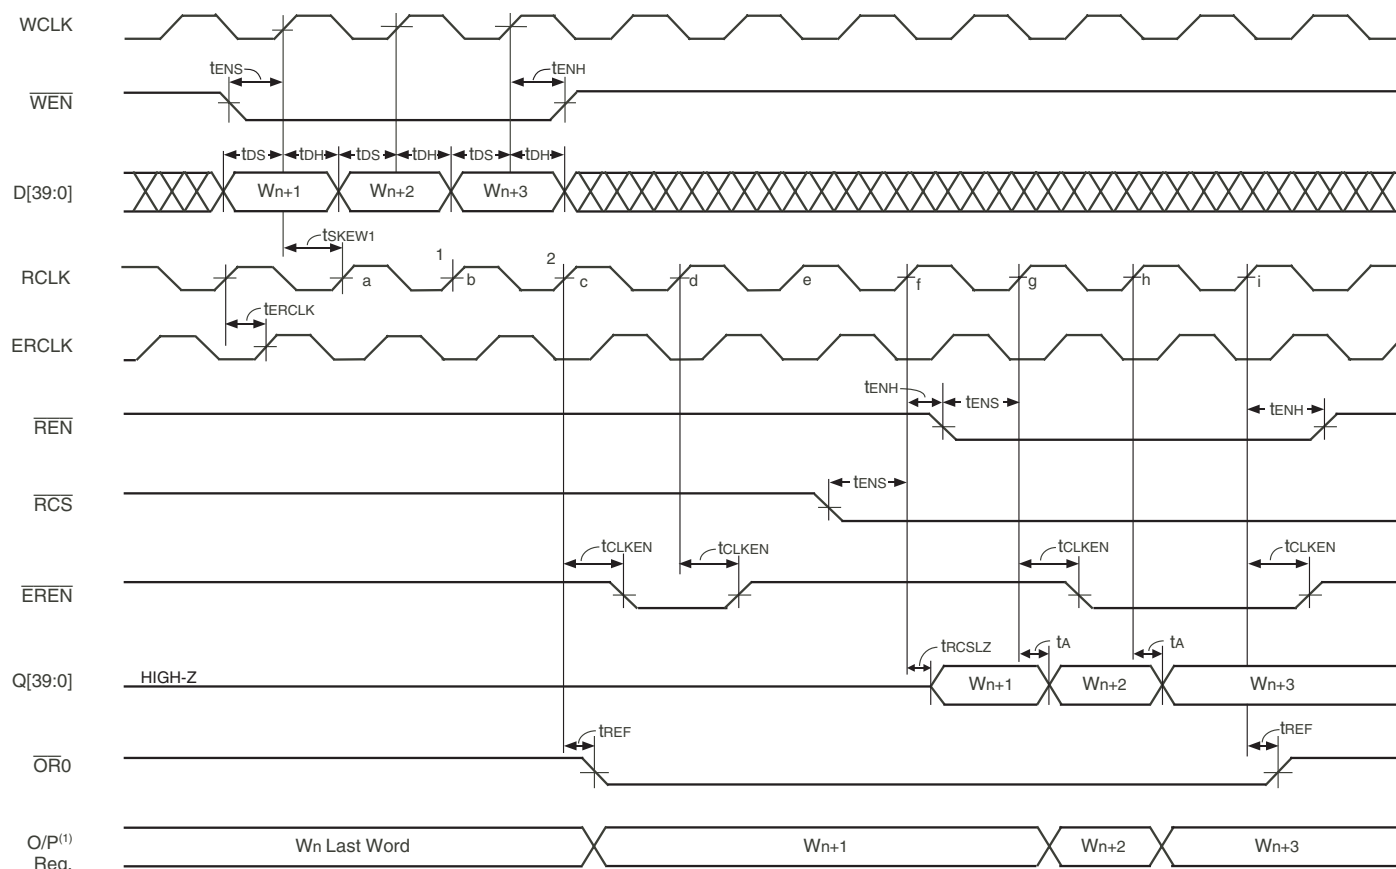 WCLK
tENS
tENH
WEN
tDS tDH tDS tDH tDS tDH
D[39:0] Wn+1 Wn+2 Wn+3
tSKEW1
1 2
RCLK a b c d e f g h i
tERCLK
ERCLK
tENH tENS tENH
REN
tENS
RCS
tCLKEN tCLKEN tCLKEN tCLKEN
EREN
tRCSLZ tA tA
Q[39:0] HIGH-Z Wn+1 Wn+2 Wn+3
tREF tREF
OR0
O/P(1) Wn Last Word Wn+1 Wn+2 Wn+3
Reg.